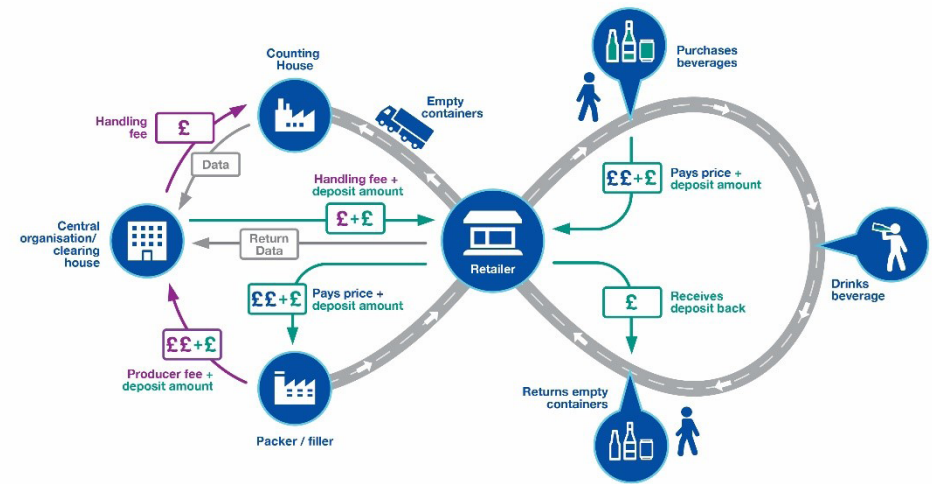 Counting
House
Purchases
beverages
Empty
containers
Handling
fee
£
Data
Handling fee +
deposit amount
£+£
££+£
Pays price +
deposit amount
Central
organisation/
clearing
house
Return
Data
Retailer
Drinks
beverage
££+£
Pays price +
deposit amount
£
Receives
deposit back
££+£
Producer fee +
deposit amount
Returns empty
containers
Packer / filler